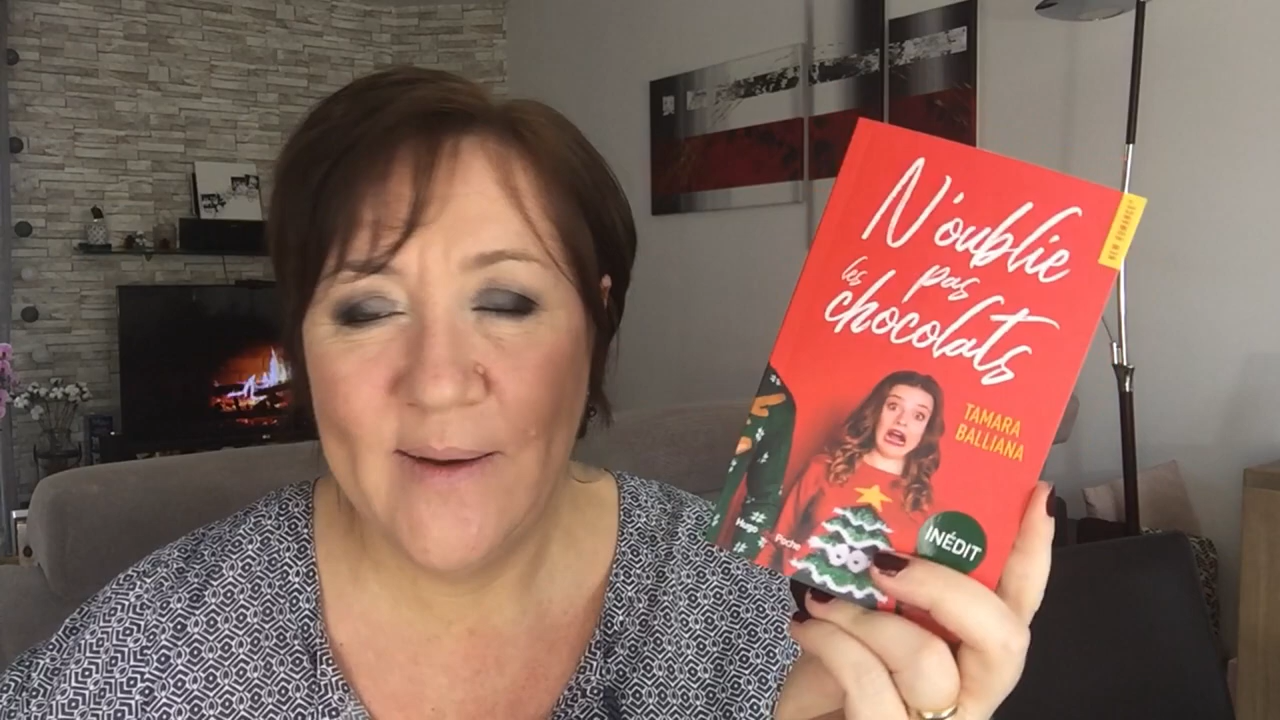 N'oublie
pas
les
chocolats
NEW ROMANCE
TAMARA
BALLIANA
INÉDIT
Hugo Poche